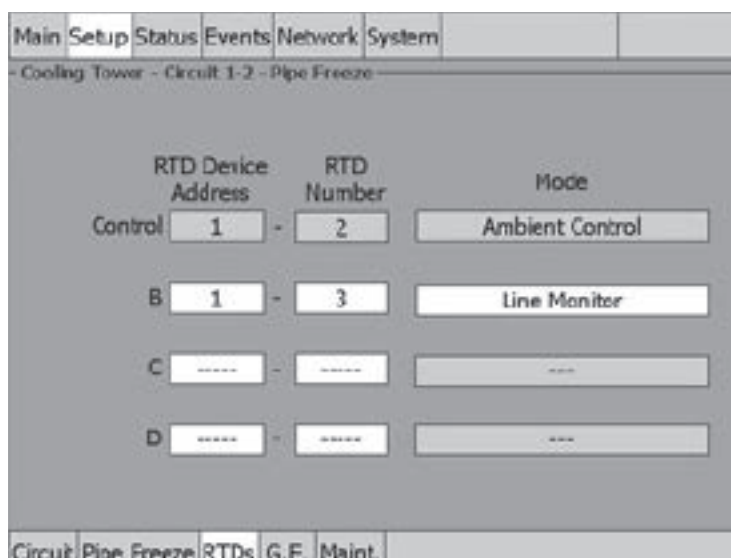 Main Setup Status Events Network System
Cooling Tower - Circuit 1-2 - Pipe Freeze
RTD Device Address RTD Number Mode
Control 1 - 2 Ambient Control
B 1 - 3 Line Monitor
C ----- - ----- ---
D ----- - ----- ---
Circuit Pipe Freeze RTDs G.F. Maint.